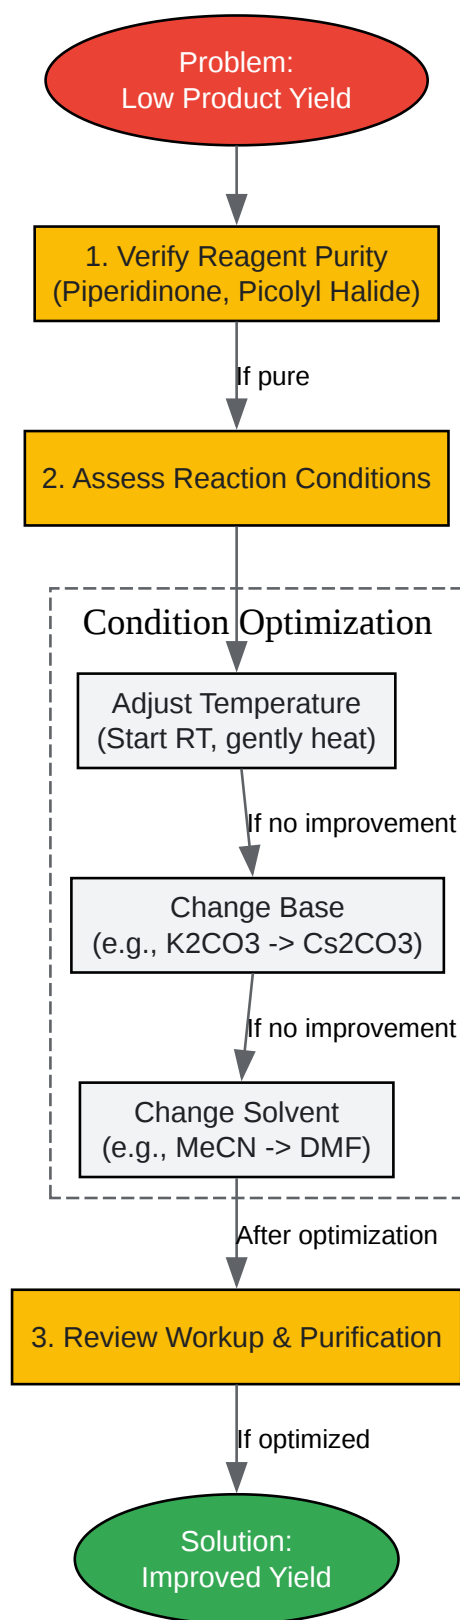 Problem:
Low Product Yield
1. Verify Reagent Purity
(Piperidinone, Picolyl Halide)
If pure
2. Assess Reaction Conditions
Condition Optimization
Adjust Temperature
(Start RT, gently heat)
If no improvement
Change Base
(e.g., K2CO3 -> Cs2CO3)
If no improvement
Change Solvent
(e.g., MeCN -> DMF)
After optimization
3. Review Workup & Purification
If optimized
Solution:
Improved Yield